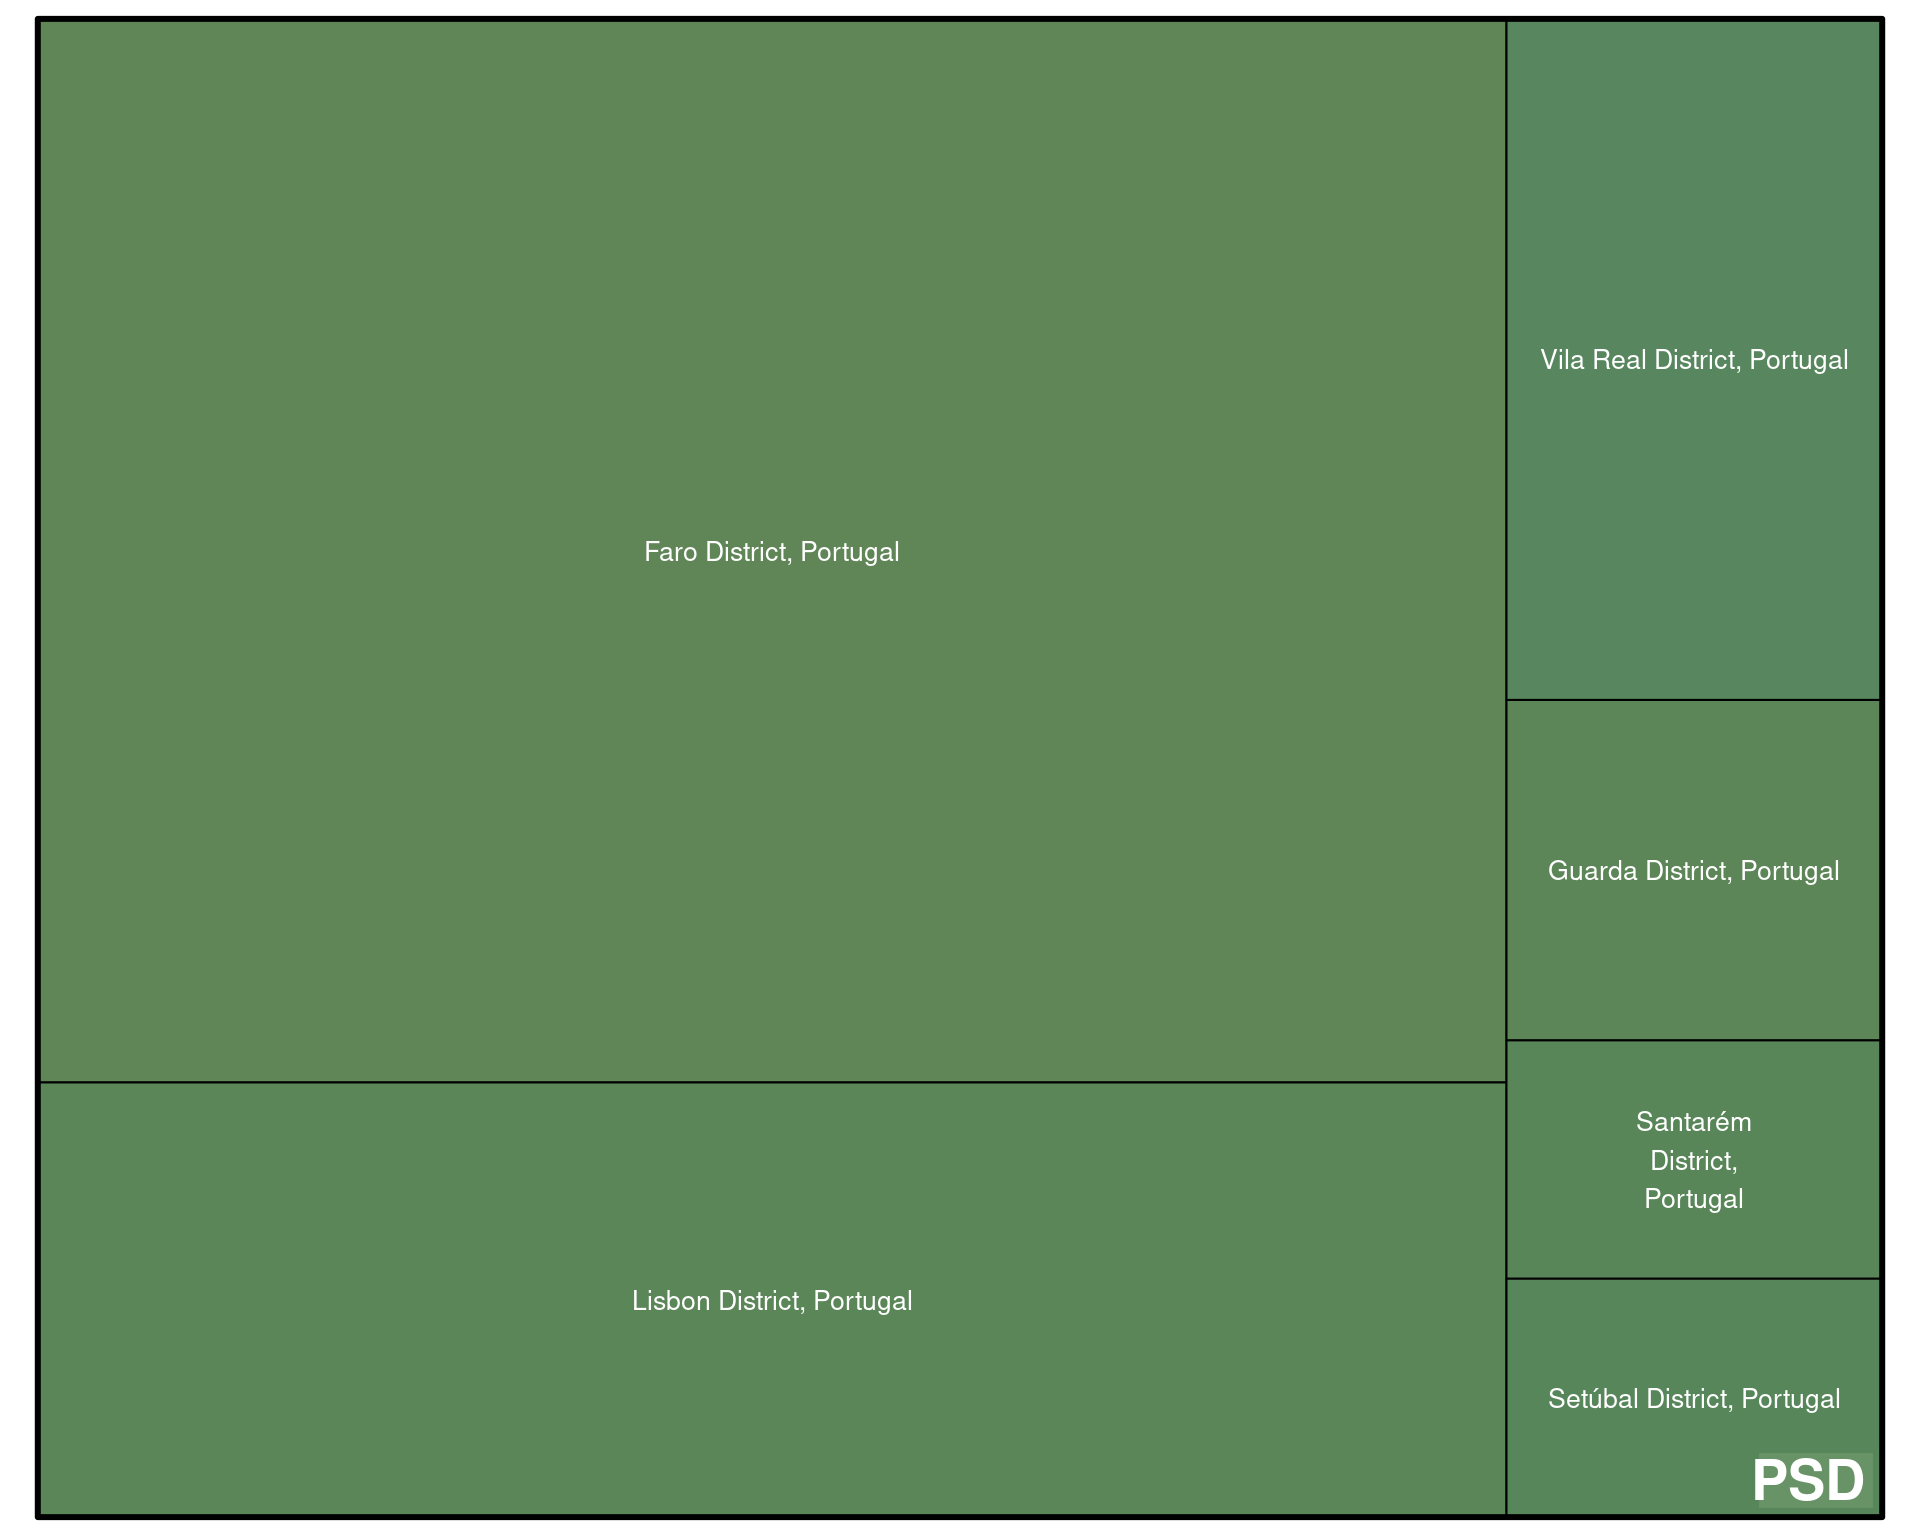 Faro District, Portugal
Lisbon District, Portugal
Vila Real District, Portugal
Guarda District, Portugal
Santarém
District,
Portugal
Setúbal District, Portugal
PSD